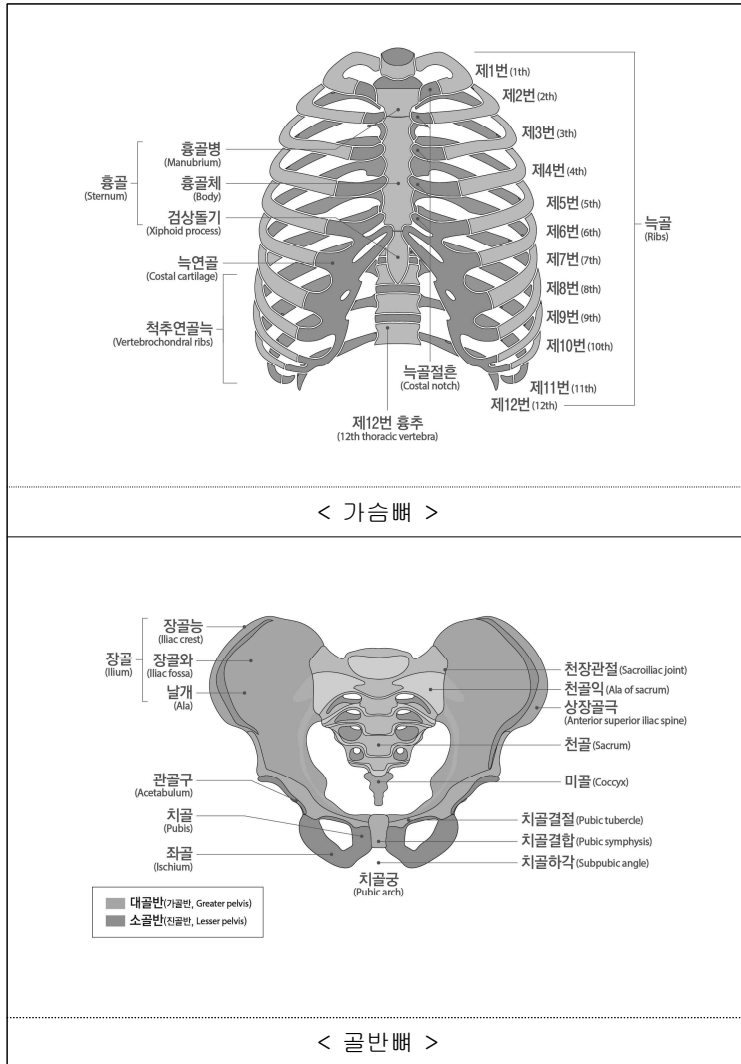 제1번(1th)
제2번(2th)
제3번(3th)
제4번(4th)
제5번(5th)
제6번(6th)
제7번(7th)
제8번(8th)
제9번(9th)
제10번(10th)
제11번(11th)
제12번(12th)
늑골
(Ribs)
흉골
(Sternum)
흉골병
(Manubrium)
흉골체
(Body)
검상돌기
(Xiphoid process)
늑연골
(Costal cartilage)
척추연골늑
(Vertebrochondral ribs)
늑골절흔
(Costal notch)
제12번 흉추
(12th thoracic vertebra)
< 가슴뼈 >
장골
(Ilium)
장골능
(Iliac crest)
장골와
(Iliac fossa)
날개
(Ala)
관골구
(Acetabulum)
치골
(Pubis)
좌골
(Ischium)
천장관절(Sacroiliac joint)
천골익(Ala of sacrum)
상장골극
(Anterior superior iliac spine)
천골(Sacrum)
미골(Coccyx)
치골결절(Pubic tubercle)
치골결합(Pubic symphysis)
치골하각(Subpubic angle)
치골궁
(Pubic arch)
대골반(가골반, Greater pelvis)
소골반(진골반, Lesser pelvis)
< 골반뼈 >